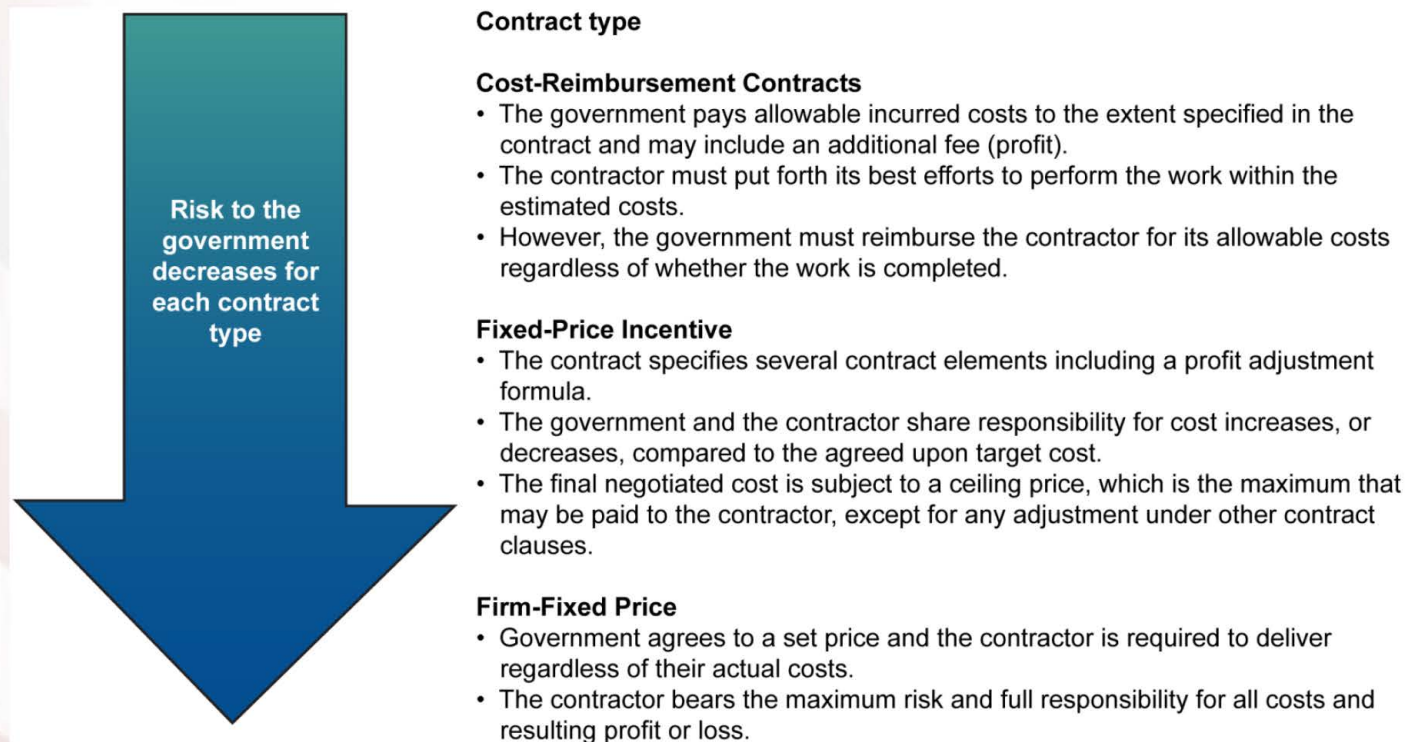 Contract type
Cost-Reimbursement Contracts
• The government pays allowable incurred costs to the extent specified in the
contract and may include an additional fee (profit).
• The contractor must put forth its best efforts to perform the work within the
estimated costs.
• However, the government must reimburse the contractor for its allowable costs
regardless of whether the work is completed.
Risk to the
government
decreases for
each contract
type
Fixed-Price Incentive
• The contract specifies several contract elements including a profit adjustment
formula.
• The government and the contractor share responsibility for cost increases, or
decreases, compared to the agreed upon target cost.
• The final negotiated cost is subject to a ceiling price, which is the maximum that
may be paid to the contractor, except for any adjustment under other contract
clauses.
Firm-Fixed Price
• Government agrees to a set price and the contractor is required to deliver
regardless of their actual costs.
• The contractor bears the maximum risk and full responsibility for all costs and
resulting profit or loss.